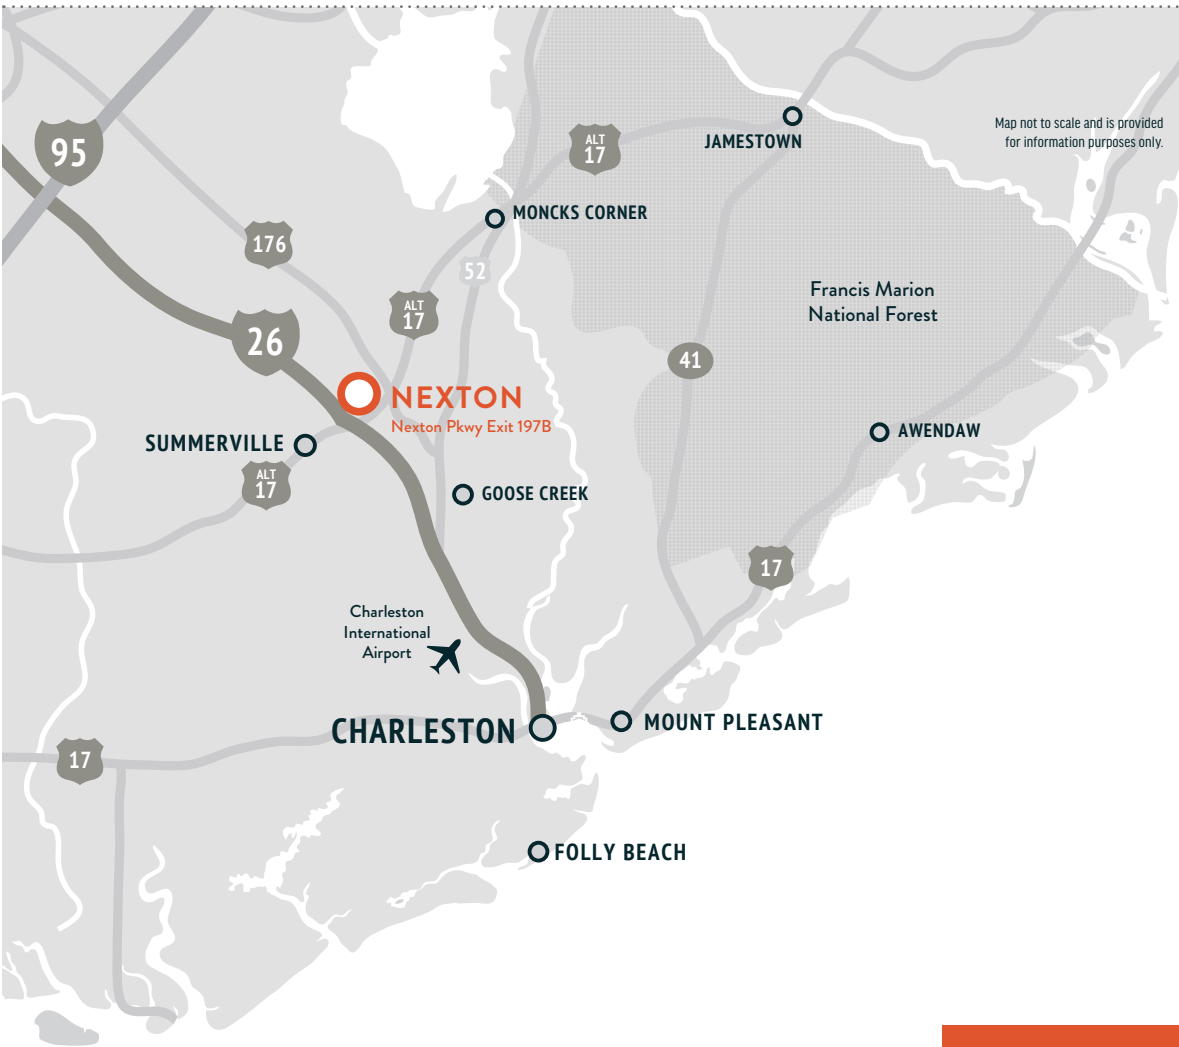 Map not to scale and is provided
for information purposes only.
95
ALT
17
JAMESTOWN
MONCKS CORNER
176
52
Francis Marion
National Forest
ALT
17
26
41
NEXTON
Nexton Pkwy Exit 197B
SUMMERVILLE
AWENDAW
ALT
17
GOOSE CREEK
17
Charleston
International
Airport
CHARLESTON
MOUNT PLEASANT
17
FOLLY BEACH